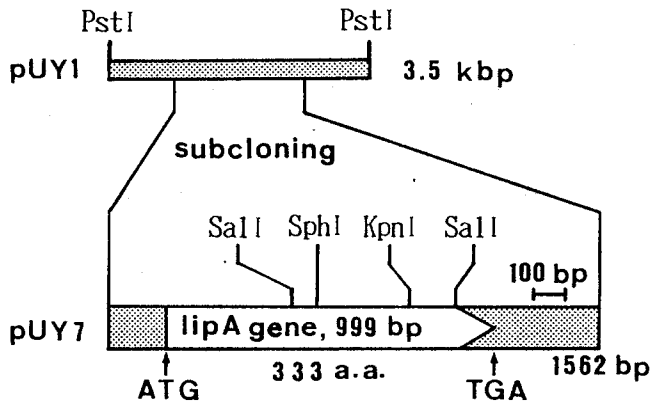 PstI PstI
pUY1 3.5 kbp
subcloning
SalI SphI KpnI SalI
100 bp
pUY7 lipA gene, 999 bp
333 a.a. 1562 bp
ATG TGA